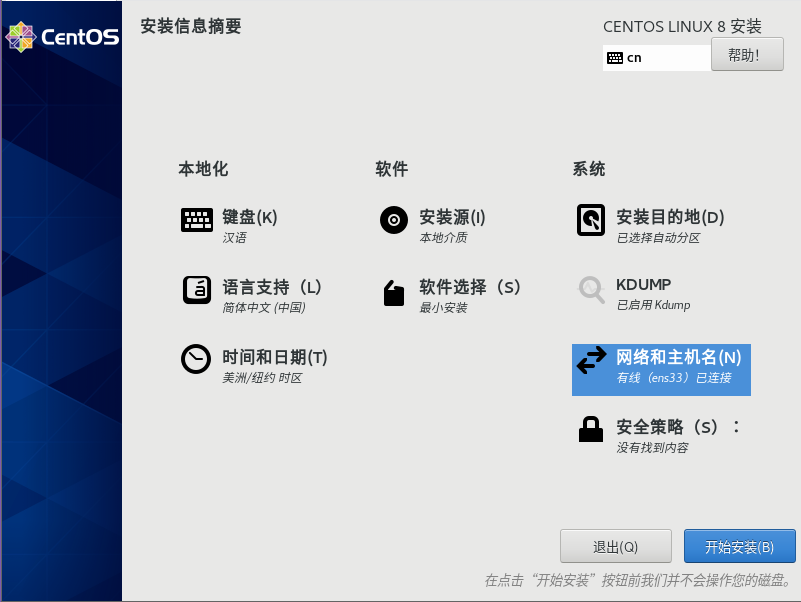 CentOS
安装信息摘要
CENTOS LINUX 8 安装
cn
帮助!
本地化
键盘(K)
汉语
语言支持（L）
简体中文 (中国)
时间和日期(T)
美洲/纽约 时区
软件
安装源(I)
本地介质
软件选择（S）
最小安装
系统
安装目的地(D)
已选择自动分区
KDUMP
已启用 Kdump
网络和主机名(N)
有线（ens33）已连接
安全策略（S）：
没有找到内容
退出(Q)
开始安装(B)
在点击“开始安装”按钮前我们并不会操作您的磁盘。